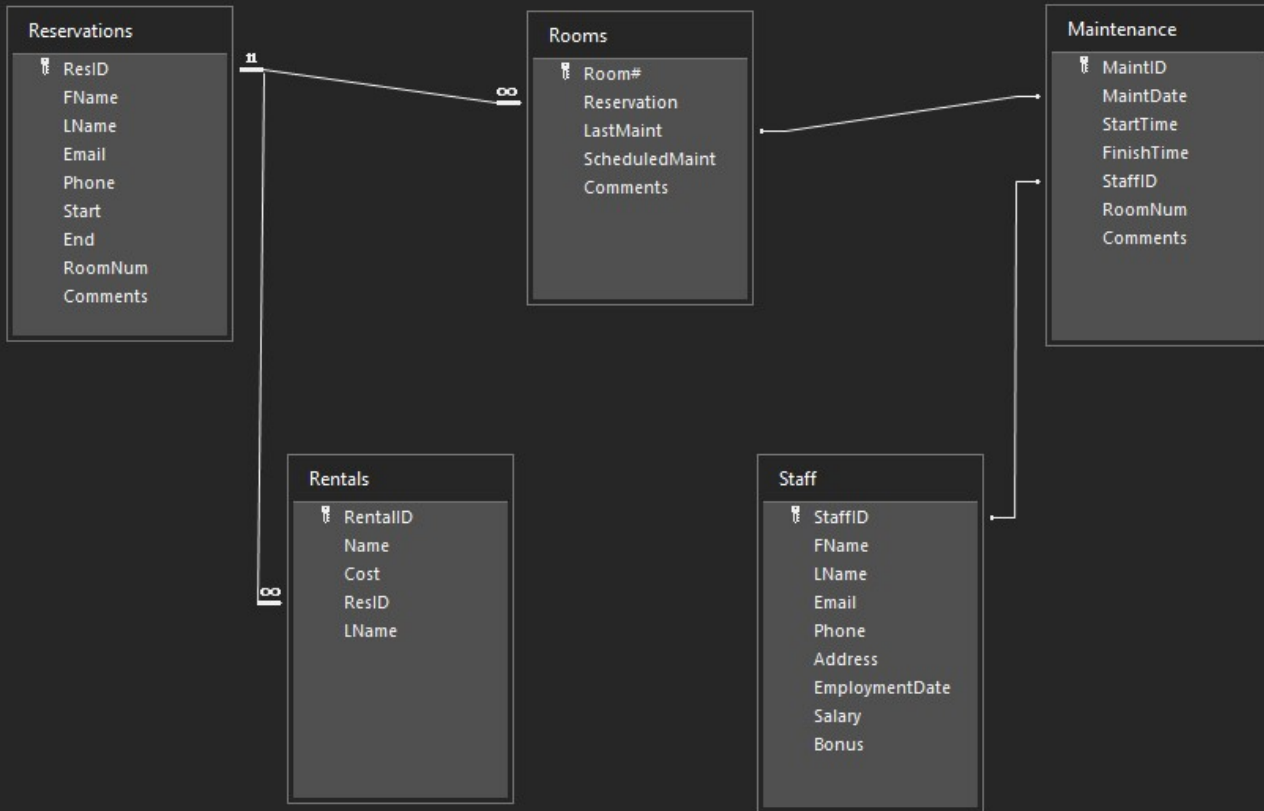 Reservations
ResID
FName
LName
Email
Phone
Start
End
RoomNum
Comments
1
∞
∞
Rooms
Room#
Reservation
LastMaint
ScheduledMaint
Comments
Maintenance
MaintID
MaintDate
StartTime
FinishTime
StaffID
RoomNum
Comments
Rentals
RentalID
Name
Cost
ResID
LName
Staff
StaffID
FName
LName
Email
Phone
Address
EmploymentDate
Salary
Bonus